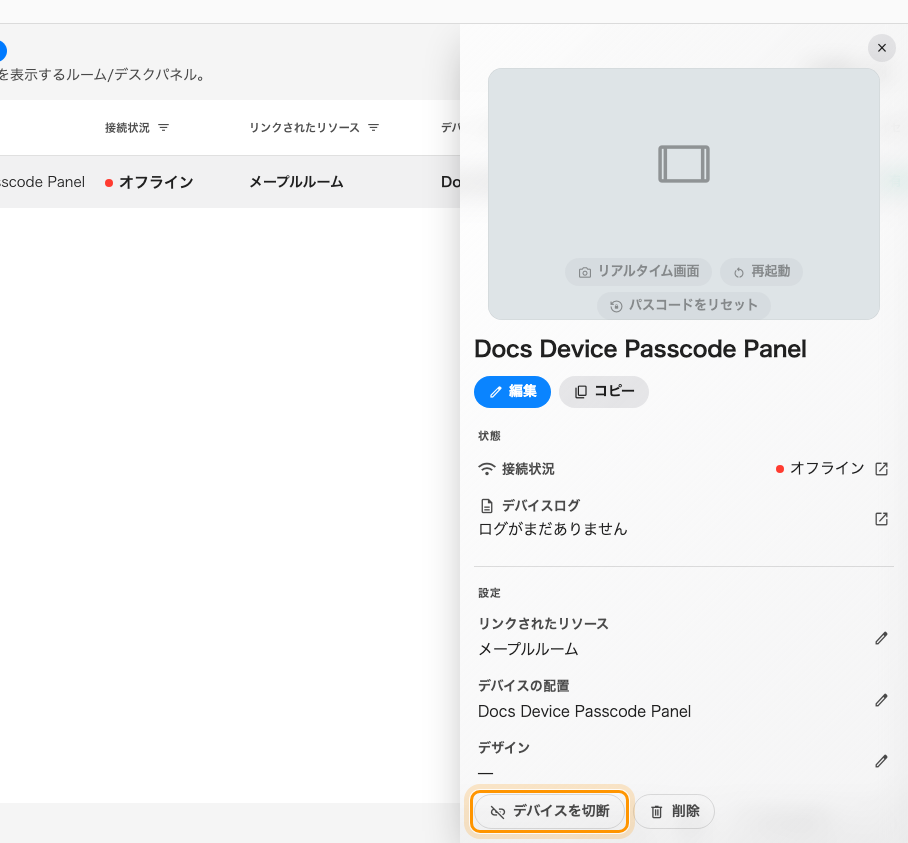 を表示するルーム/デスクパネル。
接続状況 リンクされたリソース デバ
scode Panel オフライン メープルルーム Do
リアルタイム画面 再起動
パスコードをリセット
Docs Device Passcode Panel
編集 コピー
状態
接続状況 オフライン
デバイスログ
ログがまだありません
設定
リンクされたリソース
メープルルーム
デバイスの配置
Docs Device Passcode Panel
デザイン
—
デバイスを切断 削除